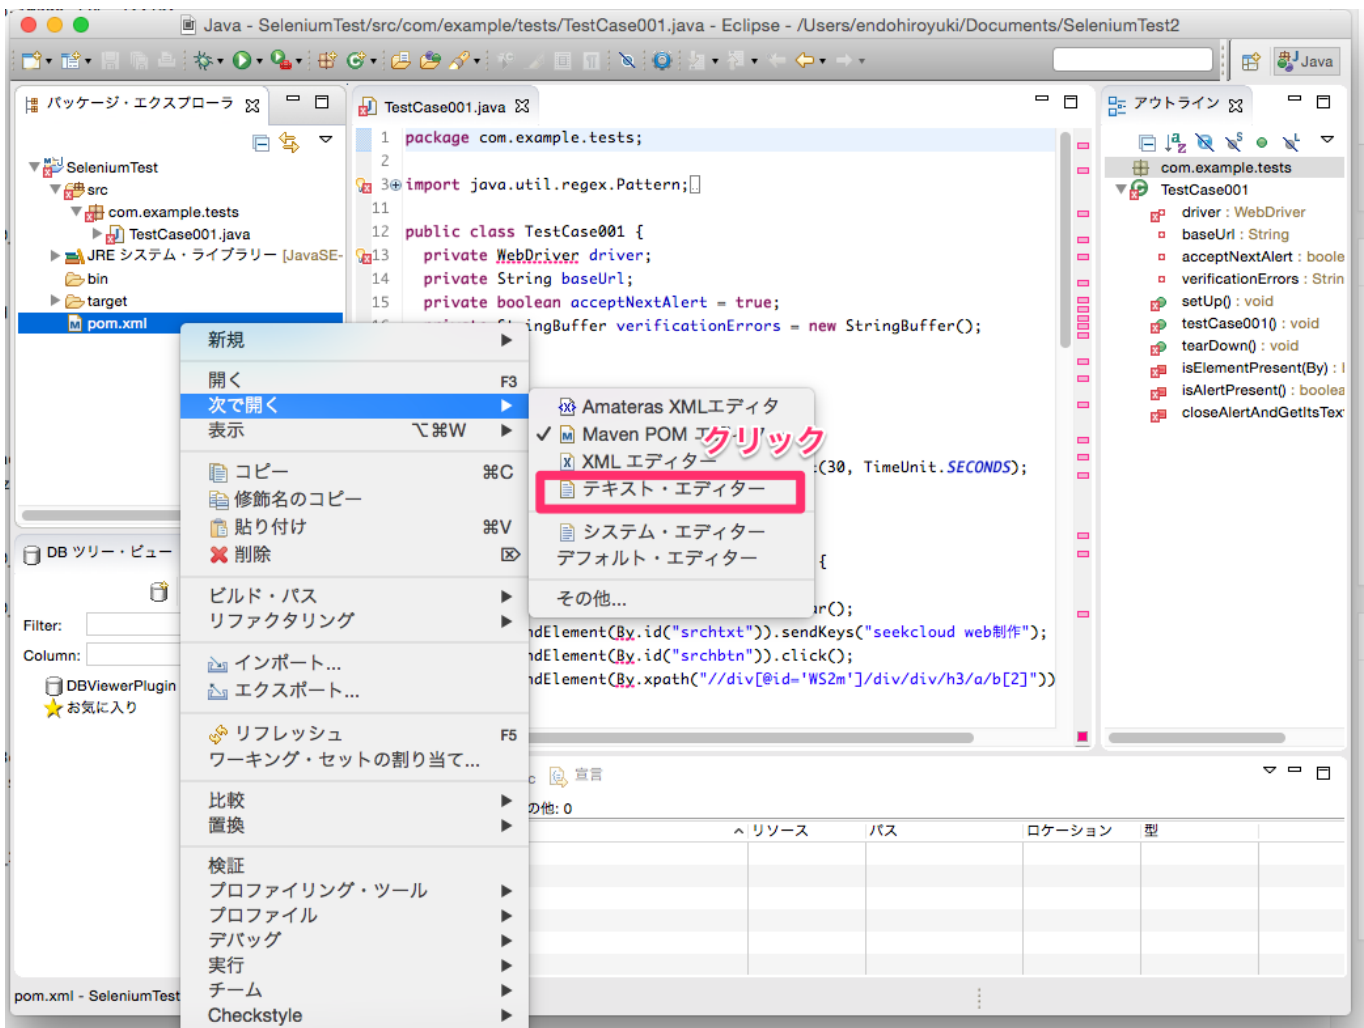 Java - SeleniumTest/src/com/example/tests/TestCase001.java - Eclipse - /Users/endohiroyuki/Documents/SeleniumTest2
Java
パッケージ・エクスプローラ
SeleniumTest
src
com.example.tests
TestCase001.java
JRE システム・ライブラリー [JavaSE-
bin
target
pom.xml
TestCase001.java
1 package com.example.tests;
2
3 import java.util.regex.Pattern;
11
12 public class TestCase001 {
13 private WebDriver driver;
14 private String baseUrl;
15 private boolean acceptNextAlert = true;
ingBuffer verificationErrors = new StringBuffer();
(30, TimeUnit.SECONDS);
{
r();
dElement(By.id("srchtxt")).sendKeys("seekcloud web制作");
dElement(By.id("srchbtn")).click();
dElement(By.xpath("//div[@id='WS2m']/div/div/h3/a/b[2]"))
アウトライン
com.example.tests
TestCase001
driver : WebDriver
baseUrl : String
acceptNextAlert : boole
verificationErrors : Strin
setUp() : void
testCase001() : void
tearDown() : void
isElementPresent(By) :
isAlertPresent() : boolea
closeAlertAndGetItsTex
新規
開く F3
次で開く
表示 ⌥⌘W
コピー ⌘C
修飾名のコピー
貼り付け ⌘V
削除 ⌦
ビルド・パス
リファクタリング
インポート...
エクスポート...
リフレッシュ F5
ワーキング・セットの割り当て...
比較
置換
検証
プロファイリング・ツール
プロファイル
デバッグ
実行
チーム
Checkstyle
Amateras XMLエディタ
✓ Maven POM エ
クリック
XML エディター
テキスト・エディター
システム・エディター
デフォルト・エディター
その他...
DB ツリー・ビュー
Filter:
Column:
DBViewerPlugin
お気に入り
c 宣言
の他: 0
リソース パス ロケーション 型
pom.xml - SeleniumTest